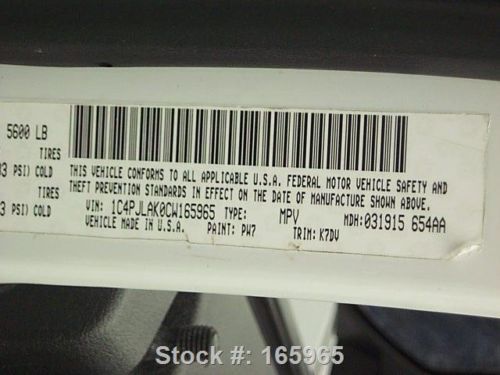 5600 LB
TIRES
PSI) COLD
TIRES
3 PSI) COLD
THIS VEHICLE CONFORMS TO ALL APPLICABLE U.S.A. FEDERAL MOTOR VEHICLE SAFETY AND
THEFT PREVENTION STANDARDS IN EFFECT ON THE DATE OF MANUFACTURE SHOWN ABOVE.
VIN: 1C4PJLAK0CW165965 TYPE: MPV MDH: 031915 654AA
VEHICLE MADE IN U.S.A. PAINT: PW7 TRIM: K7DV
Stock #: 165965